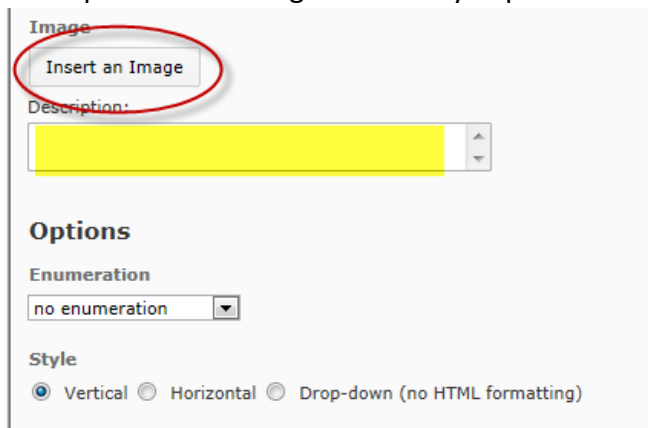 Image
Insert an Image
Description:
Options
Enumeration
no enumeration
Style
Vertical Horizontal Drop-down (no HTML formatting)